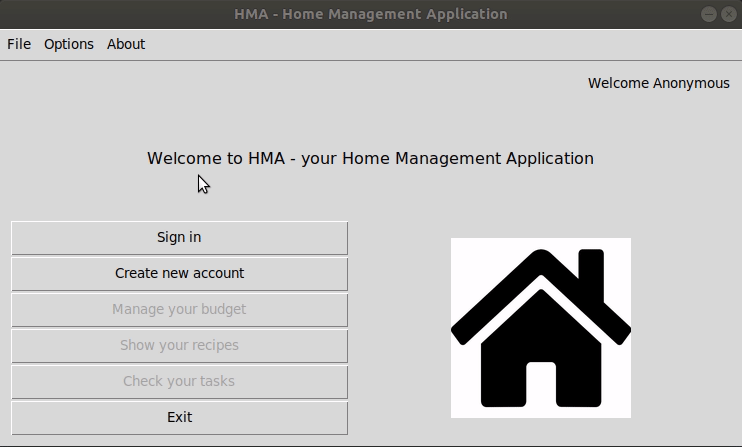 HMA - Home Management Application
File Options About
Welcome Anonymous
Welcome to HMA - your Home Management Application
Sign in
Create new account
Manage your budget
Show your recipes
Check your tasks
Exit